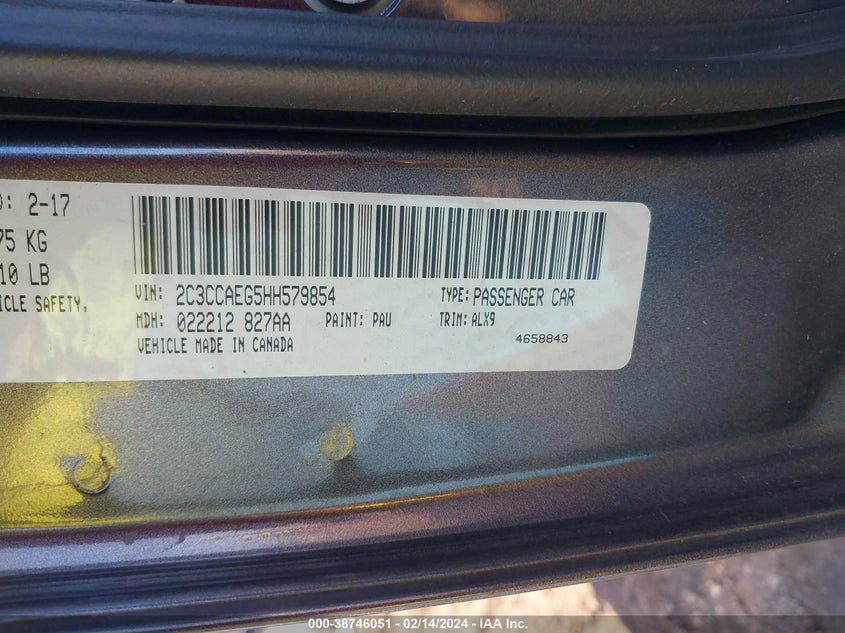 : 2-17
75 KG
10 LB
ICLE SAFETY,
VIN: 2C3CCAEG5HH579854 TYPE: PASSENGER CAR
MDH: 022212 827AA PAINT: PAU TRIM: ALX9
VEHICLE MADE IN CANADA 4658843
000-38746051 - 02/14/2024 - IAA Inc.